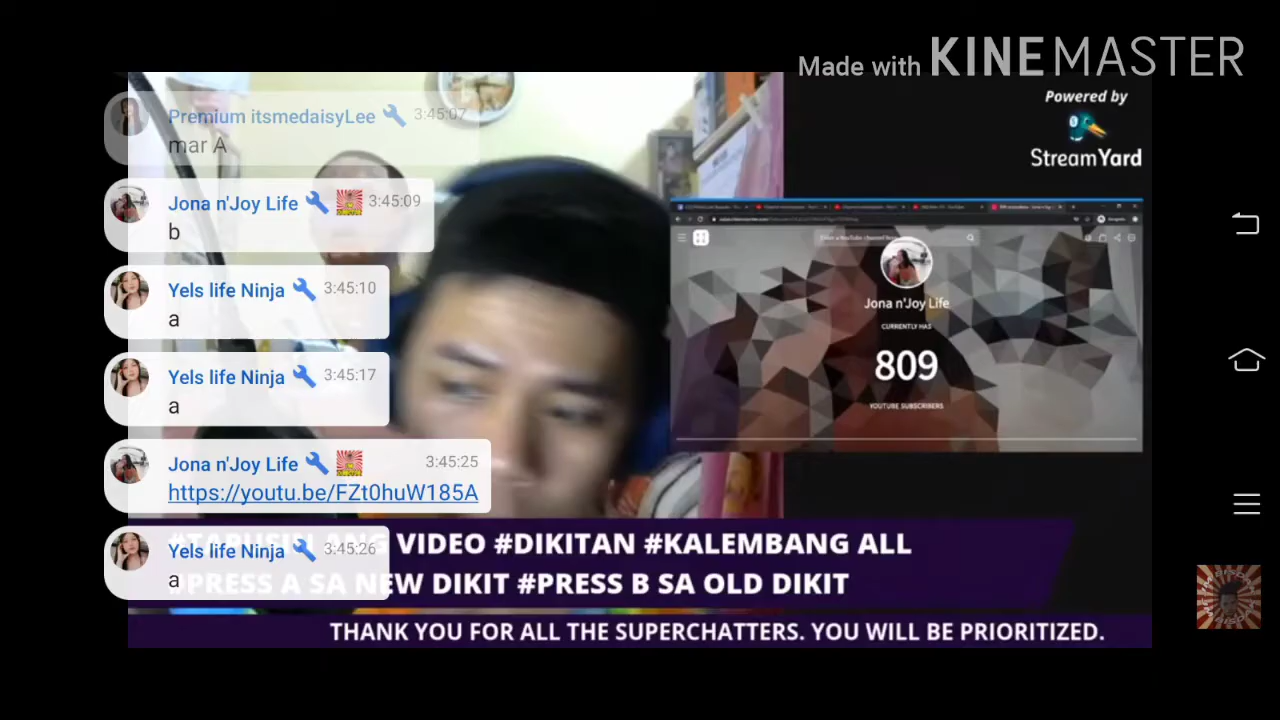 Made with KINEMASTER
Powered by
StreamYard
Premium itsmedaisyLee 3:45:07
mar A
Jona n'Joy Life 3:45:09
b
Yels life Ninja 3:45:10
a
Yels life Ninja 3:45:17
a
Jona n'Joy Life 3:45:25
https://youtu.be/FZt0huW185A
Yels life Ninja 3:45:26
a
Jona n'Joy Life
CURRENTLY HAS
809
YOUTUBE SUBSCRIBERS
ANG VIDEO #DIKITAN #KALEMBANG ALL
#PRESS A SA NEW DIKIT #PRESS B SA OLD DIKIT
THANK YOU FOR ALL THE SUPERCHATTERS. YOU WILL BE PRIORITIZED.